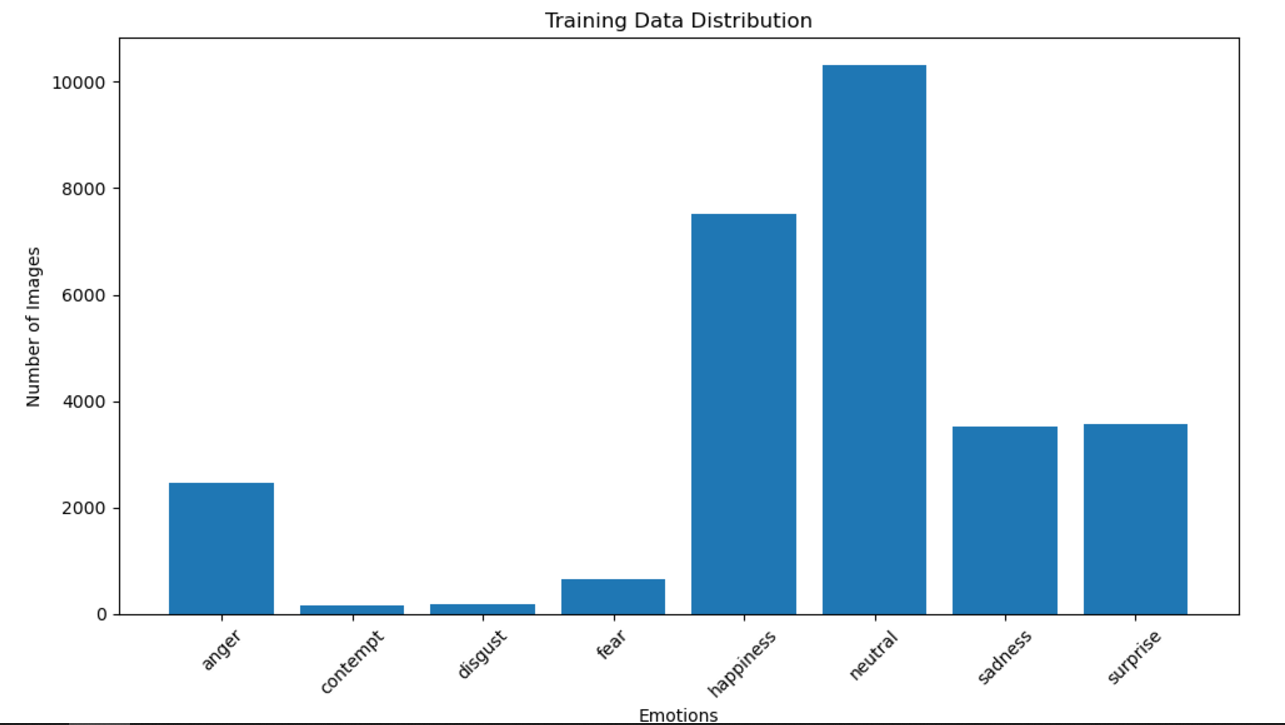 Training Data Distribution
Number of Images
10000
8000
6000
4000
2000
0
anger contempt disgust fear happiness neutral sadness surprise
Emotions